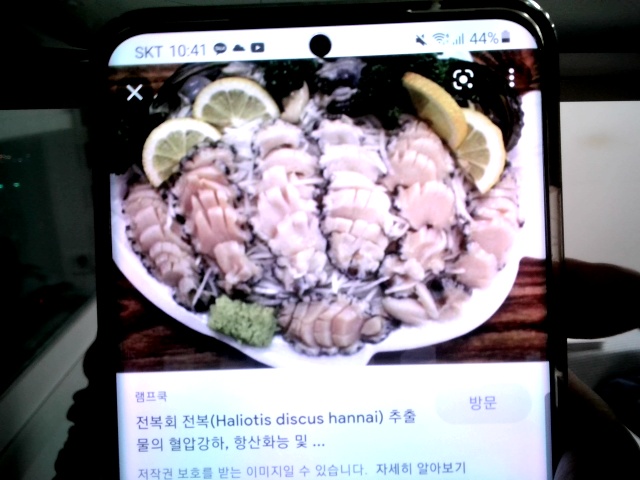 SKT 10:41 44%
램프쿡
전복회 전복(Haliotis discus hannai) 추출
물의 혈압강하, 항산화능 및 ...
방문
저작권 보호를 받는 이미지일 수 있습니다. 자세히 알아보기